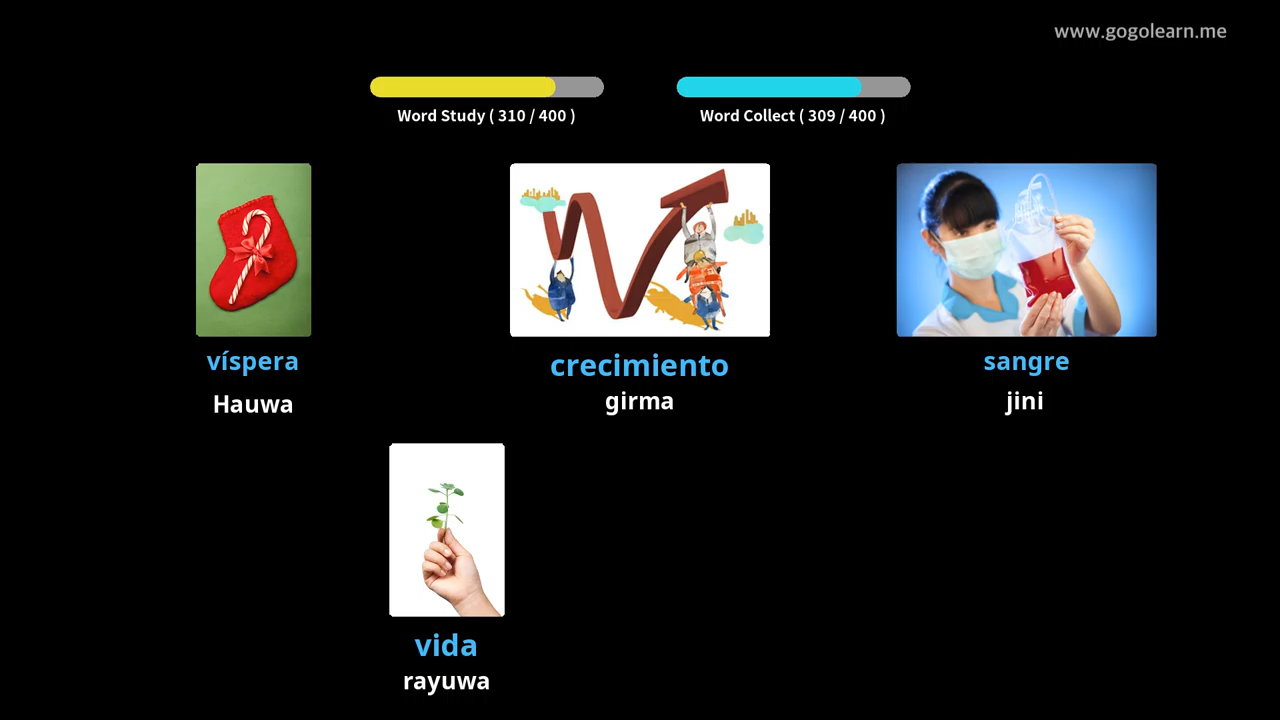 www.gogolearn.me
Word Study ( 310 / 400 )
Word Collect ( 309 / 400 )
víspera
Hauwa
crecimiento
girma
sangre
jini
vida
rayuwa